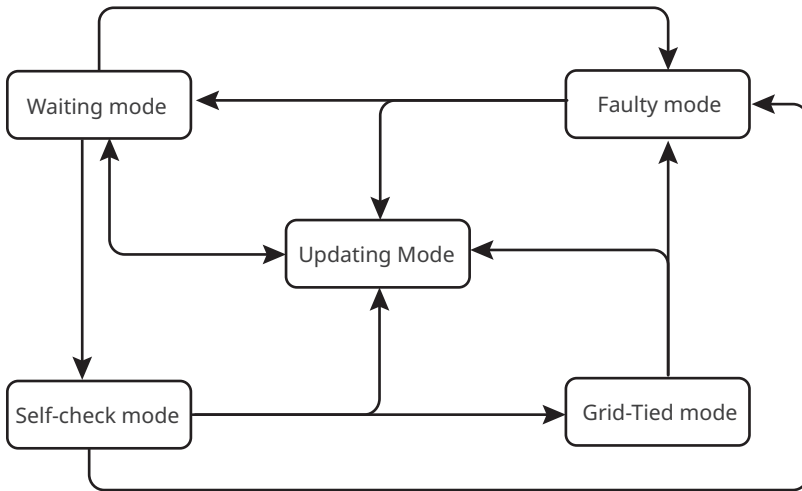 Waiting mode
Faulty mode
Updating Mode
Self-check mode
Grid-Tied mode